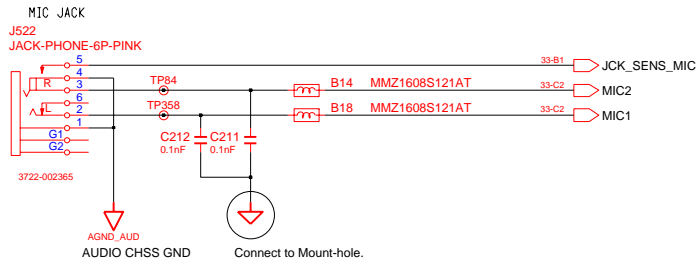 MIC JACK
J522
JACK-PHONE-6P-PINK
5
33-B1
JCK_SENS_MIC
4
R
3
TP84
B14
MMZ1608S121AT
33-C2
MIC2
6
L
2
TP358
B18
MMZ1608S121AT
33-C2
MIC1
1
G1
G2
C212
0.1nF
C211
0.1nF
3722-002365
AGND_AUD
AUDIO CHSS GND
Connect to Mount-hole.